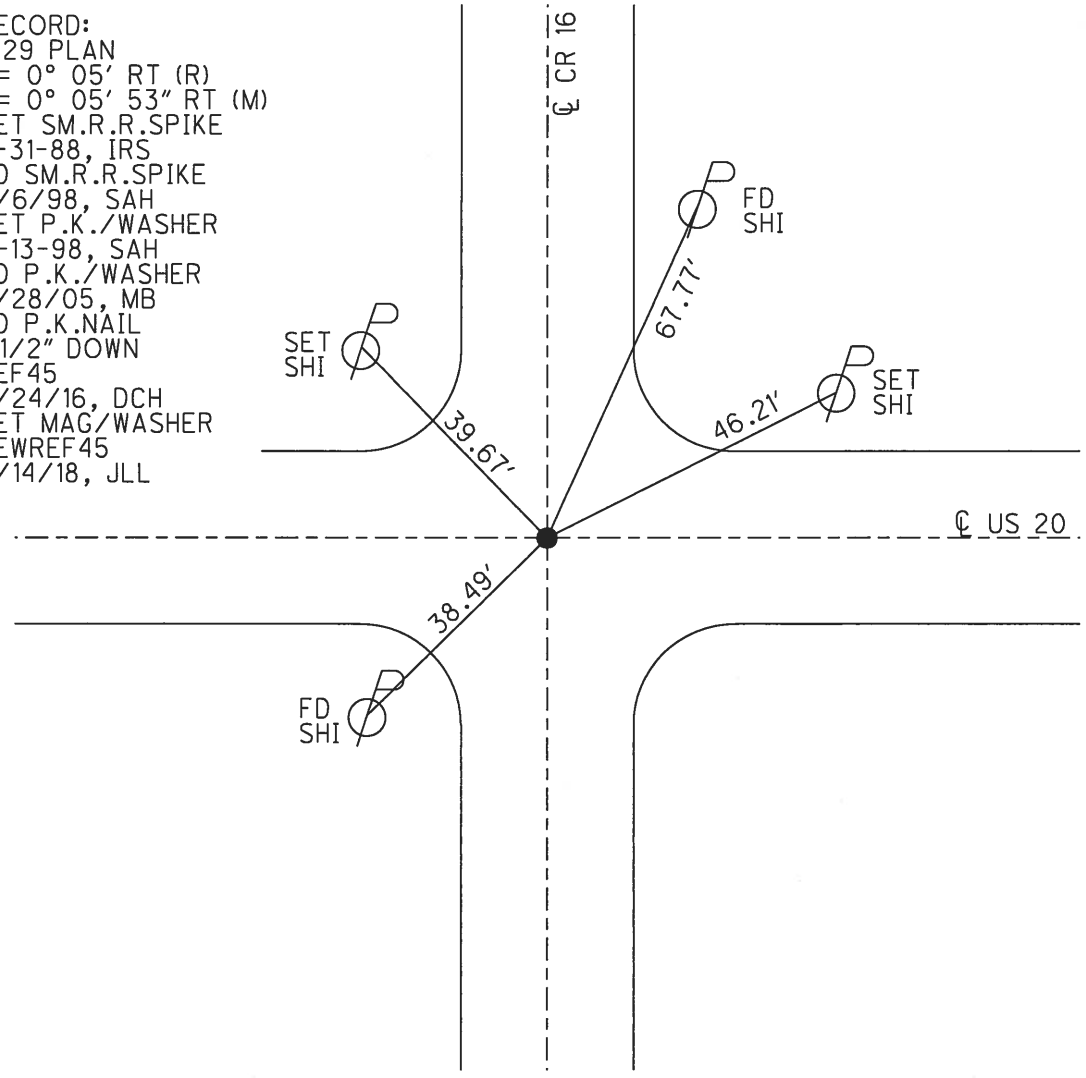 ECORD:
29 PLAN
= 0° 05' RT (R)
= 0° 05' 53" RT (M)
ET SM.R.R.SPIKE
-31-88, IRS
D SM.R.R.SPIKE
/6/98, SAH
ET P.K./WASHER
-13-98, SAH
D P.K./WASHER
/28/05, MB
D P.K.NAIL
1/2" DOWN
EF45
/24/16, DCH
ET MAG/WASHER
EWREF45
/14/18, JLL
℄ CR 16
FD
SHI
67.77'
SET
SHI
39.67'
SET
SHI
46.21'
℄ US 20
38.49'
FD
SHI